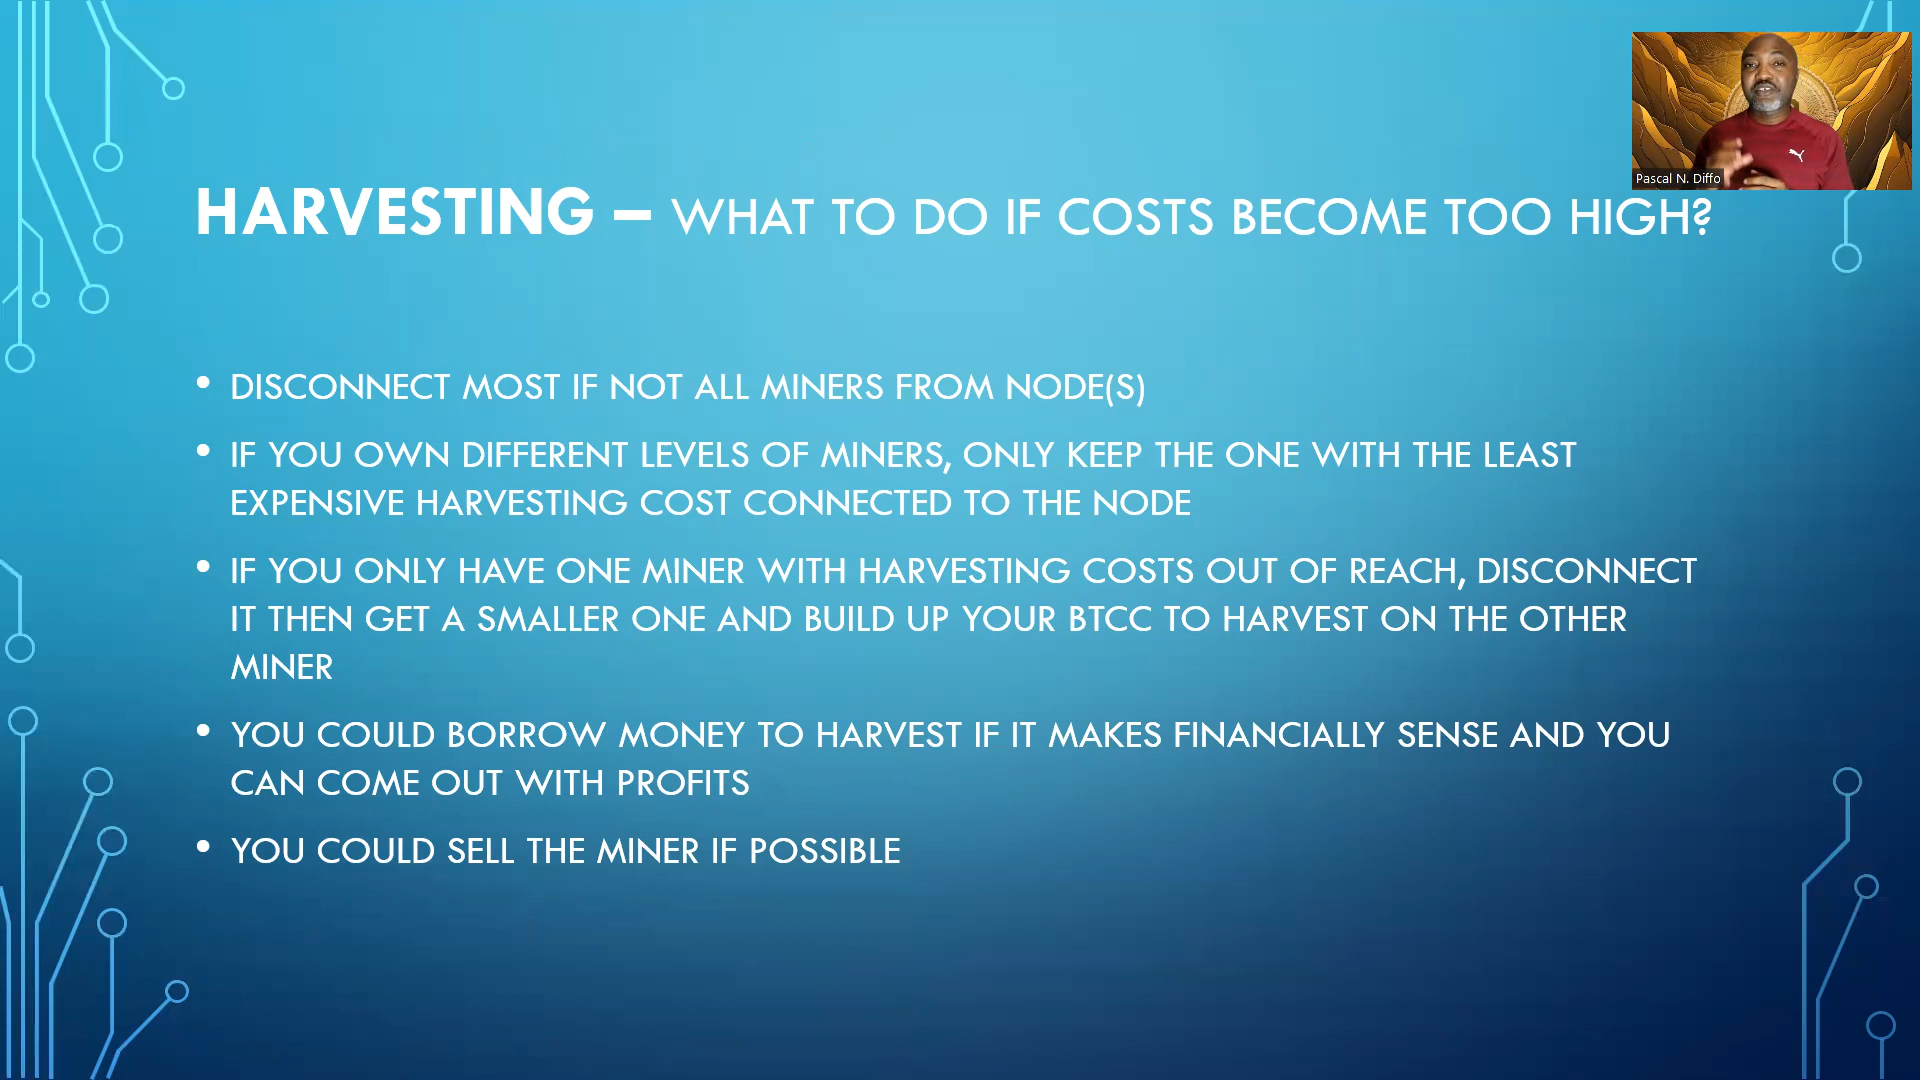 Pascal N. Diffo
HARVESTING – WHAT TO DO IF COSTS BECOME TOO HIGH?
• DISCONNECT MOST IF NOT ALL MINERS FROM NODE(S)
• IF YOU OWN DIFFERENT LEVELS OF MINERS, ONLY KEEP THE ONE WITH THE LEAST
EXPENSIVE HARVESTING COST CONNECTED TO THE NODE
• IF YOU ONLY HAVE ONE MINER WITH HARVESTING COSTS OUT OF REACH, DISCONNECT
IT THEN GET A SMALLER ONE AND BUILD UP YOUR BTCC TO HARVEST ON THE OTHER
MINER
• YOU COULD BORROW MONEY TO HARVEST IF IT MAKES FINANCIALLY SENSE AND YOU
CAN COME OUT WITH PROFITS
• YOU COULD SELL THE MINER IF POSSIBLE